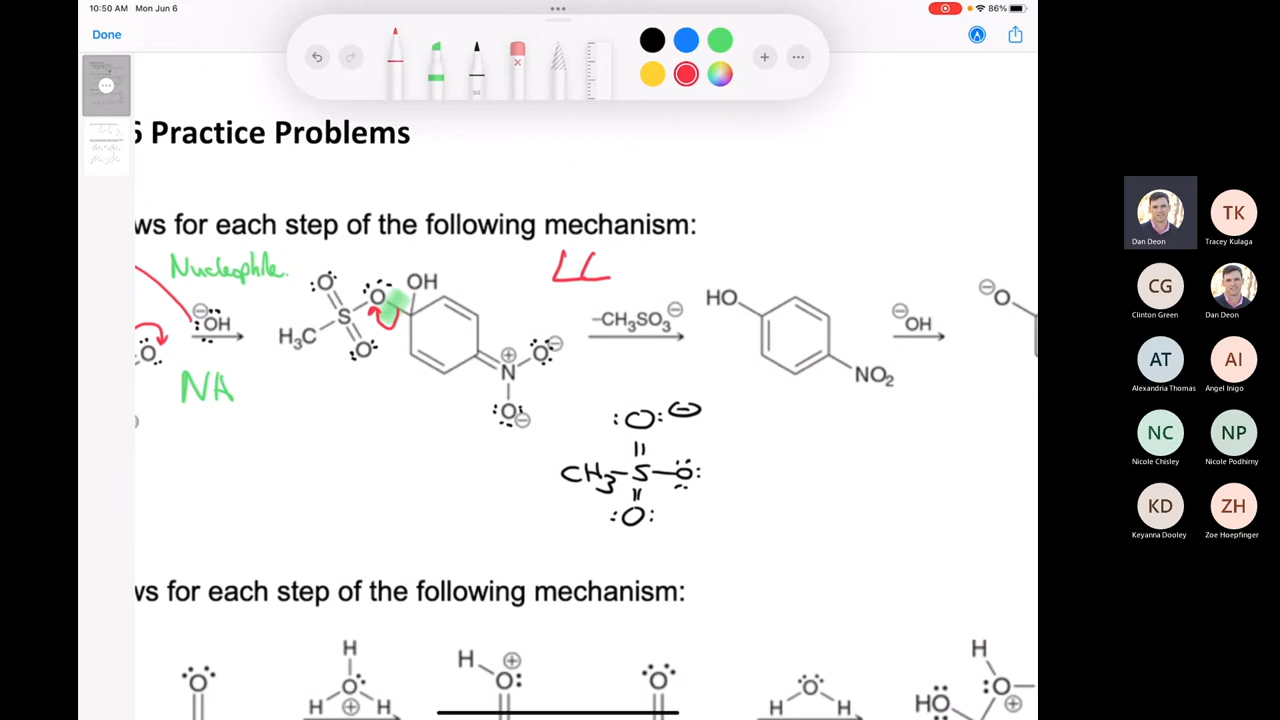 10:50 AM Mon Jun 6
86%
Done
6 Practice Problems
ws for each step of the following mechanism:
Nucleophile.
LG
OH
O
O
S
H₃C
O
N⊕
O⊖
O⊖
⊖OH
O
NA
–CH₃SO₃⊖
HO
NO₂
⊖OH
⊖O
:O:⊖
CH₃–S–O:
:O:
ws for each step of the following mechanism:
O
H
H O H
⊕
H ⊕
O:
O
O
H H
H
:O
⊕
HO
Dan Deon
TK
Tracey Kulaga
CG
Clinton Green
Dan Deon
AT
Alexandria Thomas
AI
Angel Inigo
NC
Nicole Chisley
NP
Nicole Podhirny
KD
Keyanna Dooley
ZH
Zoe Hoepfinger